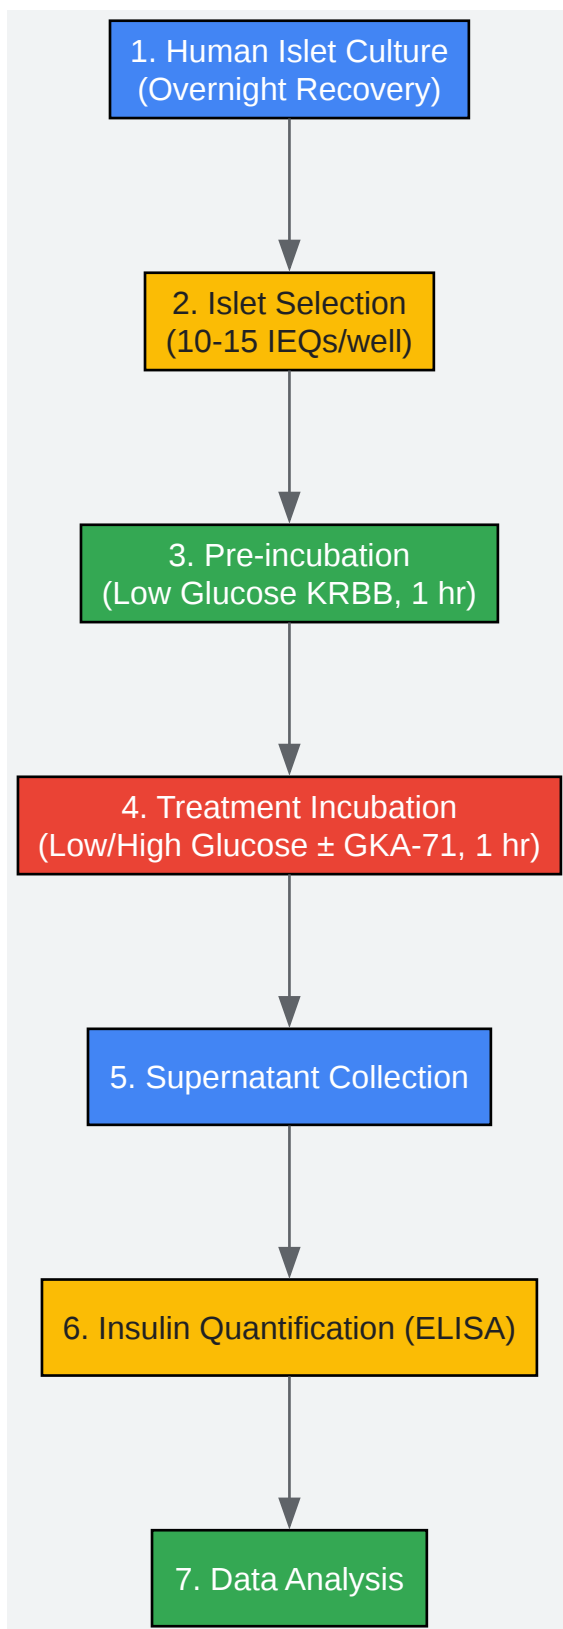 1. Human Islet Culture
(Overnight Recovery)
2. Islet Selection
(10-15 IEQs/well)
3. Pre-incubation
(Low Glucose KRBB, 1 hr)
4. Treatment Incubation
(Low/High Glucose ± GKA-71, 1 hr)
5. Supernatant Collection
6. Insulin Quantification (ELISA)
7. Data Analysis